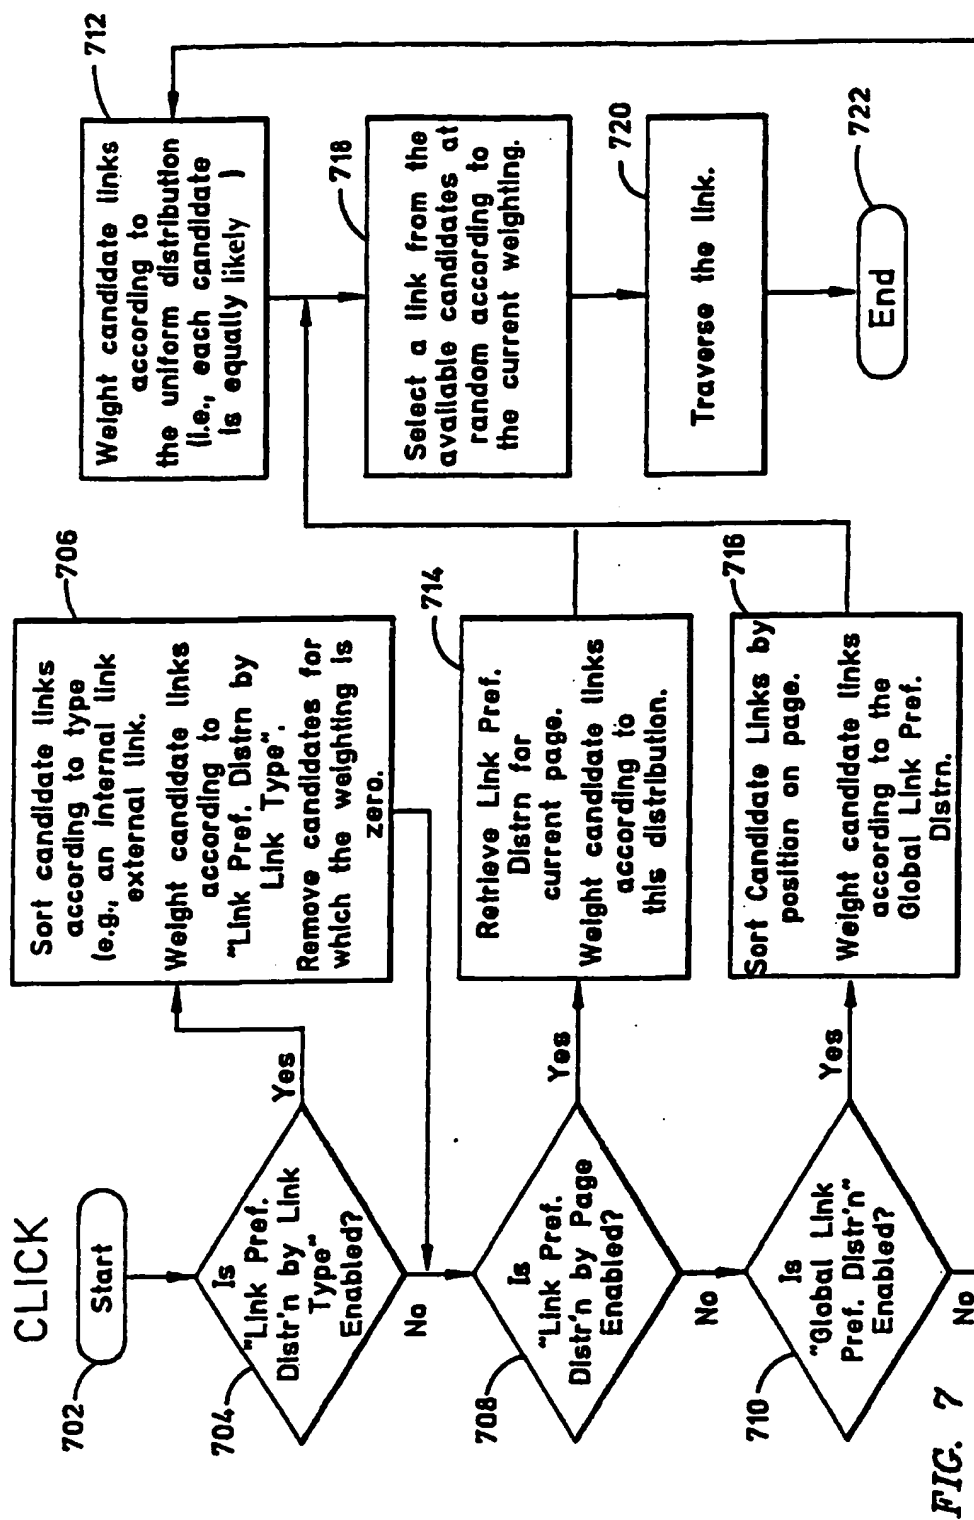 CLICK
702
Start
704
Is
"Link Pref.
Distr'n by Link
Type"
Enabled?
Yes
No
706
Sort candidate links
according to type
(e.g., an internal link
external link.
Weight candidate links
according to
"Link Pref. Distrn by
Link Type".
Remove candidates for
which the weighting is
zero.
708
Is
"Link Pref.
Distr'n by Page
Enabled?
Yes
No
714
Retrieve Link Pref.
Distrn for
current page.
Weight candidate links
according to
this distribution.
710
Is
"Global Link
Pref. Distr'n"
Enabled?
Yes
No
716
Sort Candidate Links by
position on page.
Weight candidate links
according to the
Global Link Pref.
Distrn.
712
Weight candidate links
according to
the uniform distribution
(i.e., each candidate
is equally likely )
718
Select a link from the
available candidates at
random according to
the current weighting.
720
Traverse the link.
722
End
FIG. 7